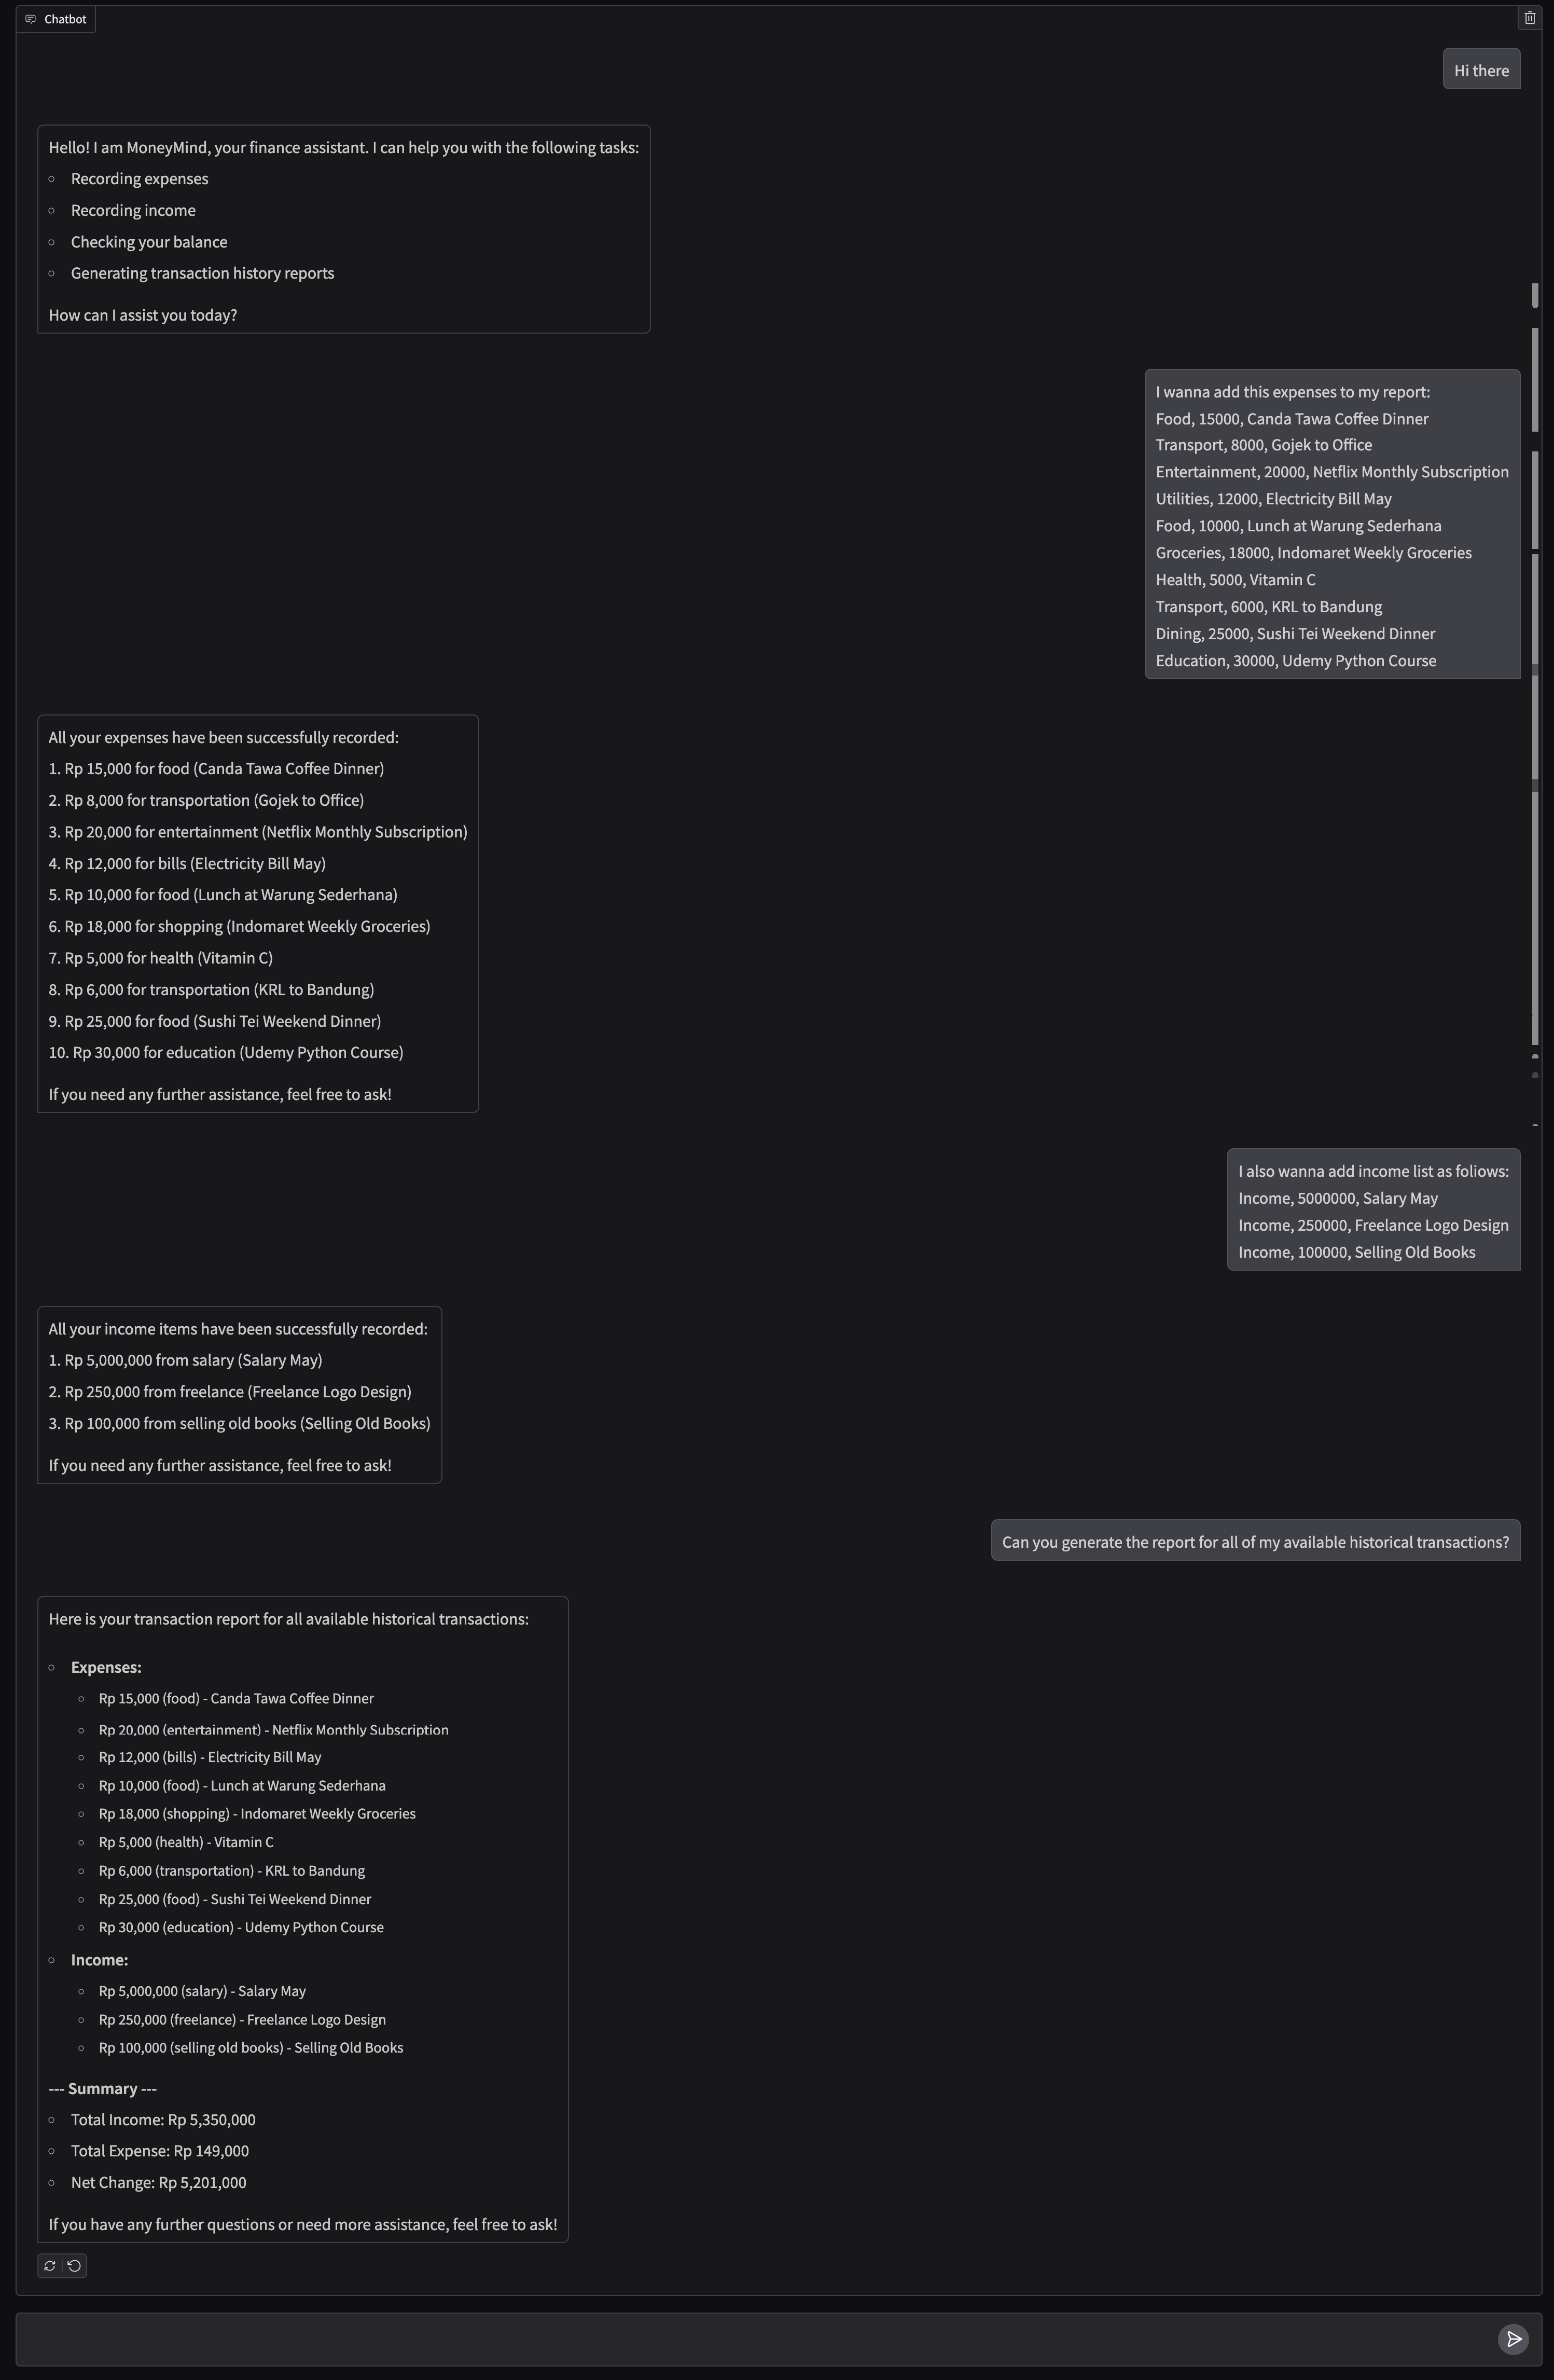 Chatbot
Hi there
Hello! I am MoneyMind, your finance assistant. I can help you with the following tasks:
Recording expenses
Recording income
Checking your balance
Generating transaction history reports
How can I assist you today?
I wanna add this expenses to my report:
Food, 15000, Canda Tawa Coffee Dinner
Transport, 8000, Gojek to Office
Entertainment, 20000, Netflix Monthly Subscription
Utilities, 12000, Electricity Bill May
Food, 10000, Lunch at Warung Sederhana
Groceries, 18000, Indomaret Weekly Groceries
Health, 5000, Vitamin C
Transport, 6000, KRL to Bandung
Dining, 25000, Sushi Tei Weekend Dinner
Education, 30000, Udemy Python Course
All your expenses have been successfully recorded:
1. Rp 15,000 for food (Canda Tawa Coffee Dinner)
2. Rp 8,000 for transportation (Gojek to Office)
3. Rp 20,000 for entertainment (Netflix Monthly Subscription)
4. Rp 12,000 for bills (Electricity Bill May)
5. Rp 10,000 for food (Lunch at Warung Sederhana)
6. Rp 18,000 for shopping (Indomaret Weekly Groceries)
7. Rp 5,000 for health (Vitamin C)
8. Rp 6,000 for transportation (KRL to Bandung)
9. Rp 25,000 for food (Sushi Tei Weekend Dinner)
10. Rp 30,000 for education (Udemy Python Course)
If you need any further assistance, feel free to ask!
I also wanna add income list as foliows:
Income, 5000000, Salary May
Income, 250000, Freelance Logo Design
Income, 100000, Selling Old Books
All your income items have been successfully recorded:
1. Rp 5,000,000 from salary (Salary May)
2. Rp 250,000 from freelance (Freelance Logo Design)
3. Rp 100,000 from selling old books (Selling Old Books)
If you need any further assistance, feel free to ask!
Can you generate the report for all of my available historical transactions?
Here is your transaction report for all available historical transactions:
Expenses:
Rp 15,000 (food) - Canda Tawa Coffee Dinner
Rp 20,000 (entertainment) - Netflix Monthly Subscription
Rp 12,000 (bills) - Electricity Bill May
Rp 10,000 (food) - Lunch at Warung Sederhana
Rp 18,000 (shopping) - Indomaret Weekly Groceries
Rp 5,000 (health) - Vitamin C
Rp 6,000 (transportation) - KRL to Bandung
Rp 25,000 (food) - Sushi Tei Weekend Dinner
Rp 30,000 (education) - Udemy Python Course
Income:
Rp 5,000,000 (salary) - Salary May
Rp 250,000 (freelance) - Freelance Logo Design
Rp 100,000 (selling old books) - Selling Old Books
--- Summary ---
Total Income: Rp 5,350,000
Total Expense: Rp 149,000
Net Change: Rp 5,201,000
If you have any further questions or need more assistance, feel free to ask!